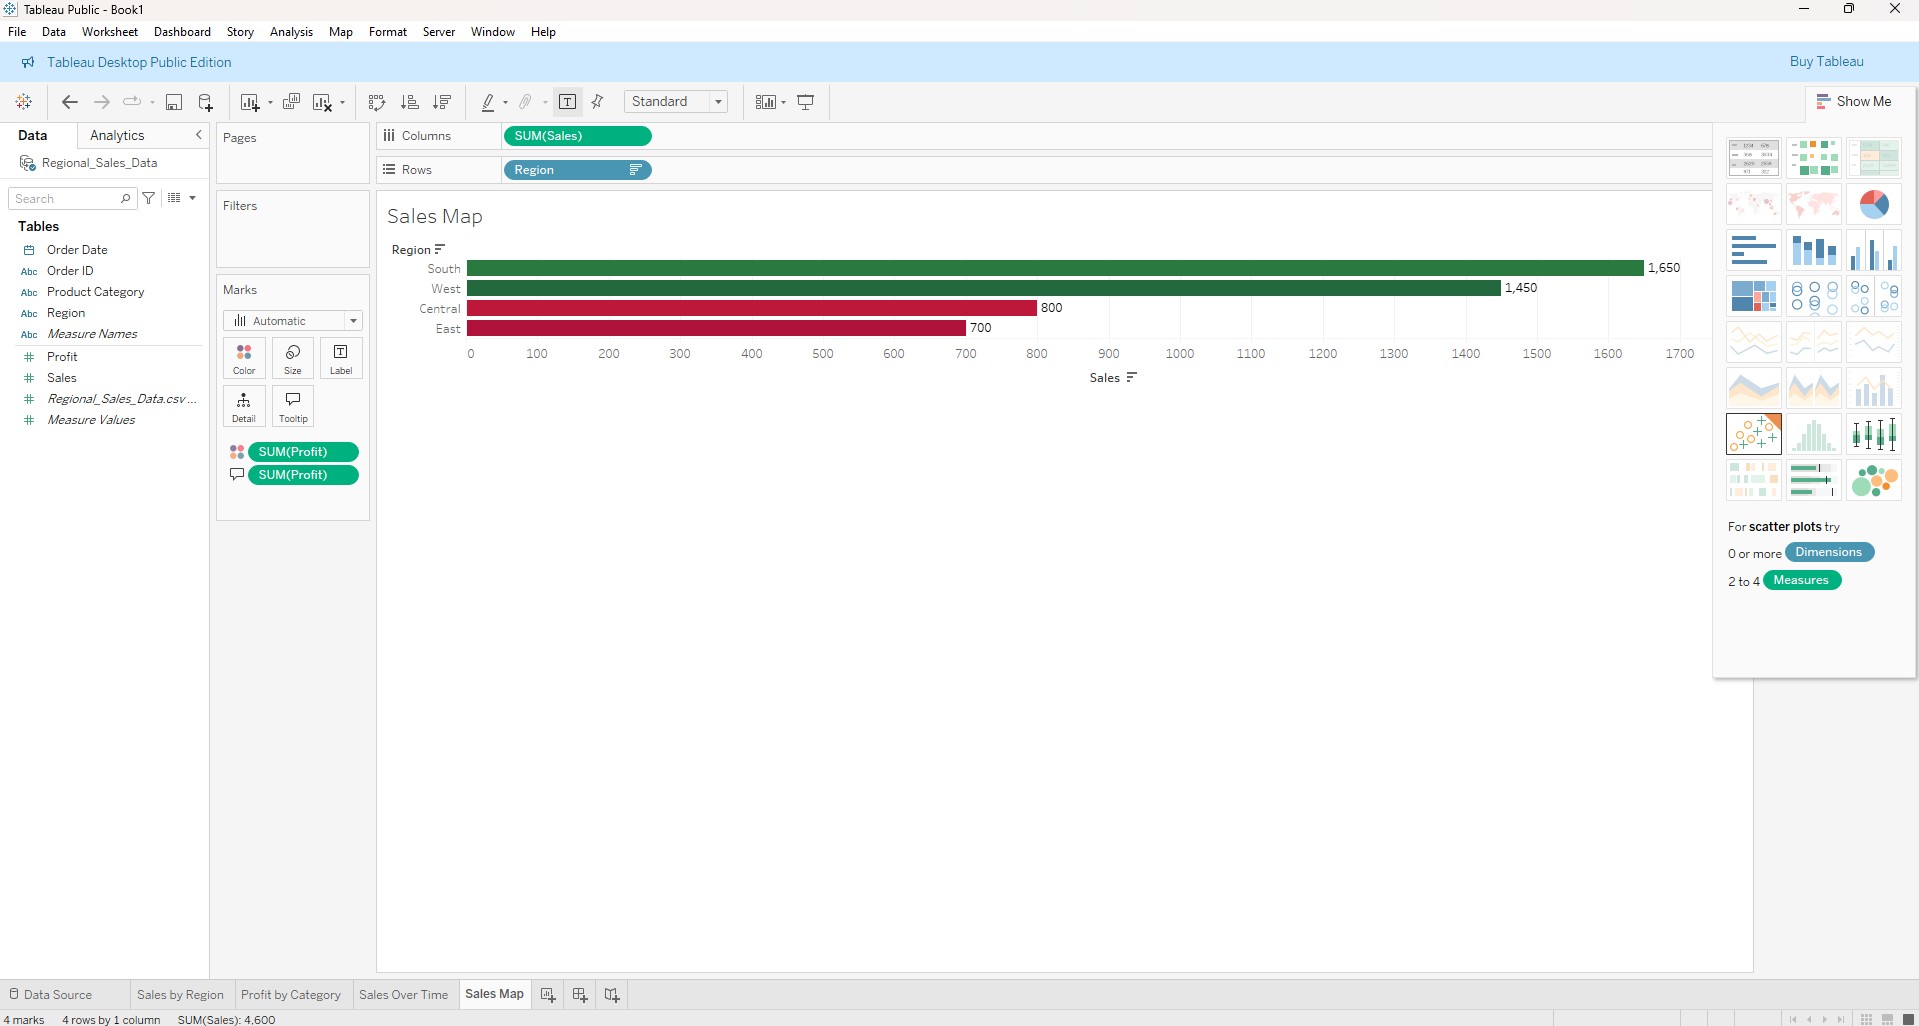 Tableau Public - Book1
File Data Worksheet Dashboard Story Analysis Map Format Server Window Help
Tableau Desktop Public Edition
Buy Tableau
Standard
Show Me
Data Analytics
Regional_Sales_Data
Search
Tables
Order Date
Abc Order ID
Abc Product Category
Abc Region
Abc Measure Names
Profit
Sales
Regional_Sales_Data.csv ...
Measure Values
Pages
Filters
Marks
Automatic
Color Size Label
Detail Tooltip
SUM(Profit)
SUM(Profit)
Columns SUM(Sales)
Rows Region
Sales Map
Region
South 1,650
West 1,450
Central 800
East 700
0 100 200 300 400 500 600 700 800 900 1000 1100 1200 1300 1400 1500 1600 1700
Sales
For scatter plots try
0 or more Dimensions
2 to 4 Measures
Data Source Sales by Region Profit by Category Sales Over Time Sales Map
4 marks 4 rows by 1 column SUM(Sales): 4,600